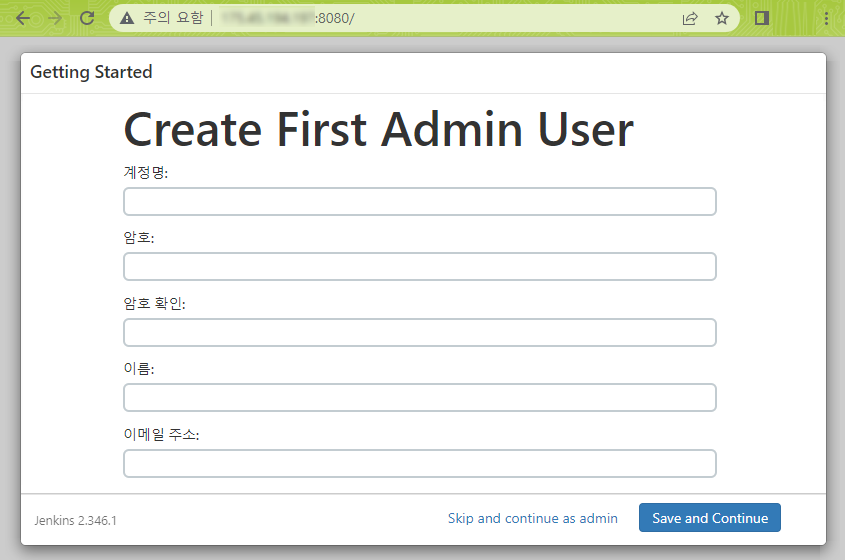 주의 요함 | :8080/
Getting Started
Create First Admin User
계정명:
암호:
암호 확인:
이름:
이메일 주소:
Jenkins 2.346.1
Skip and continue as admin
Save and Continue